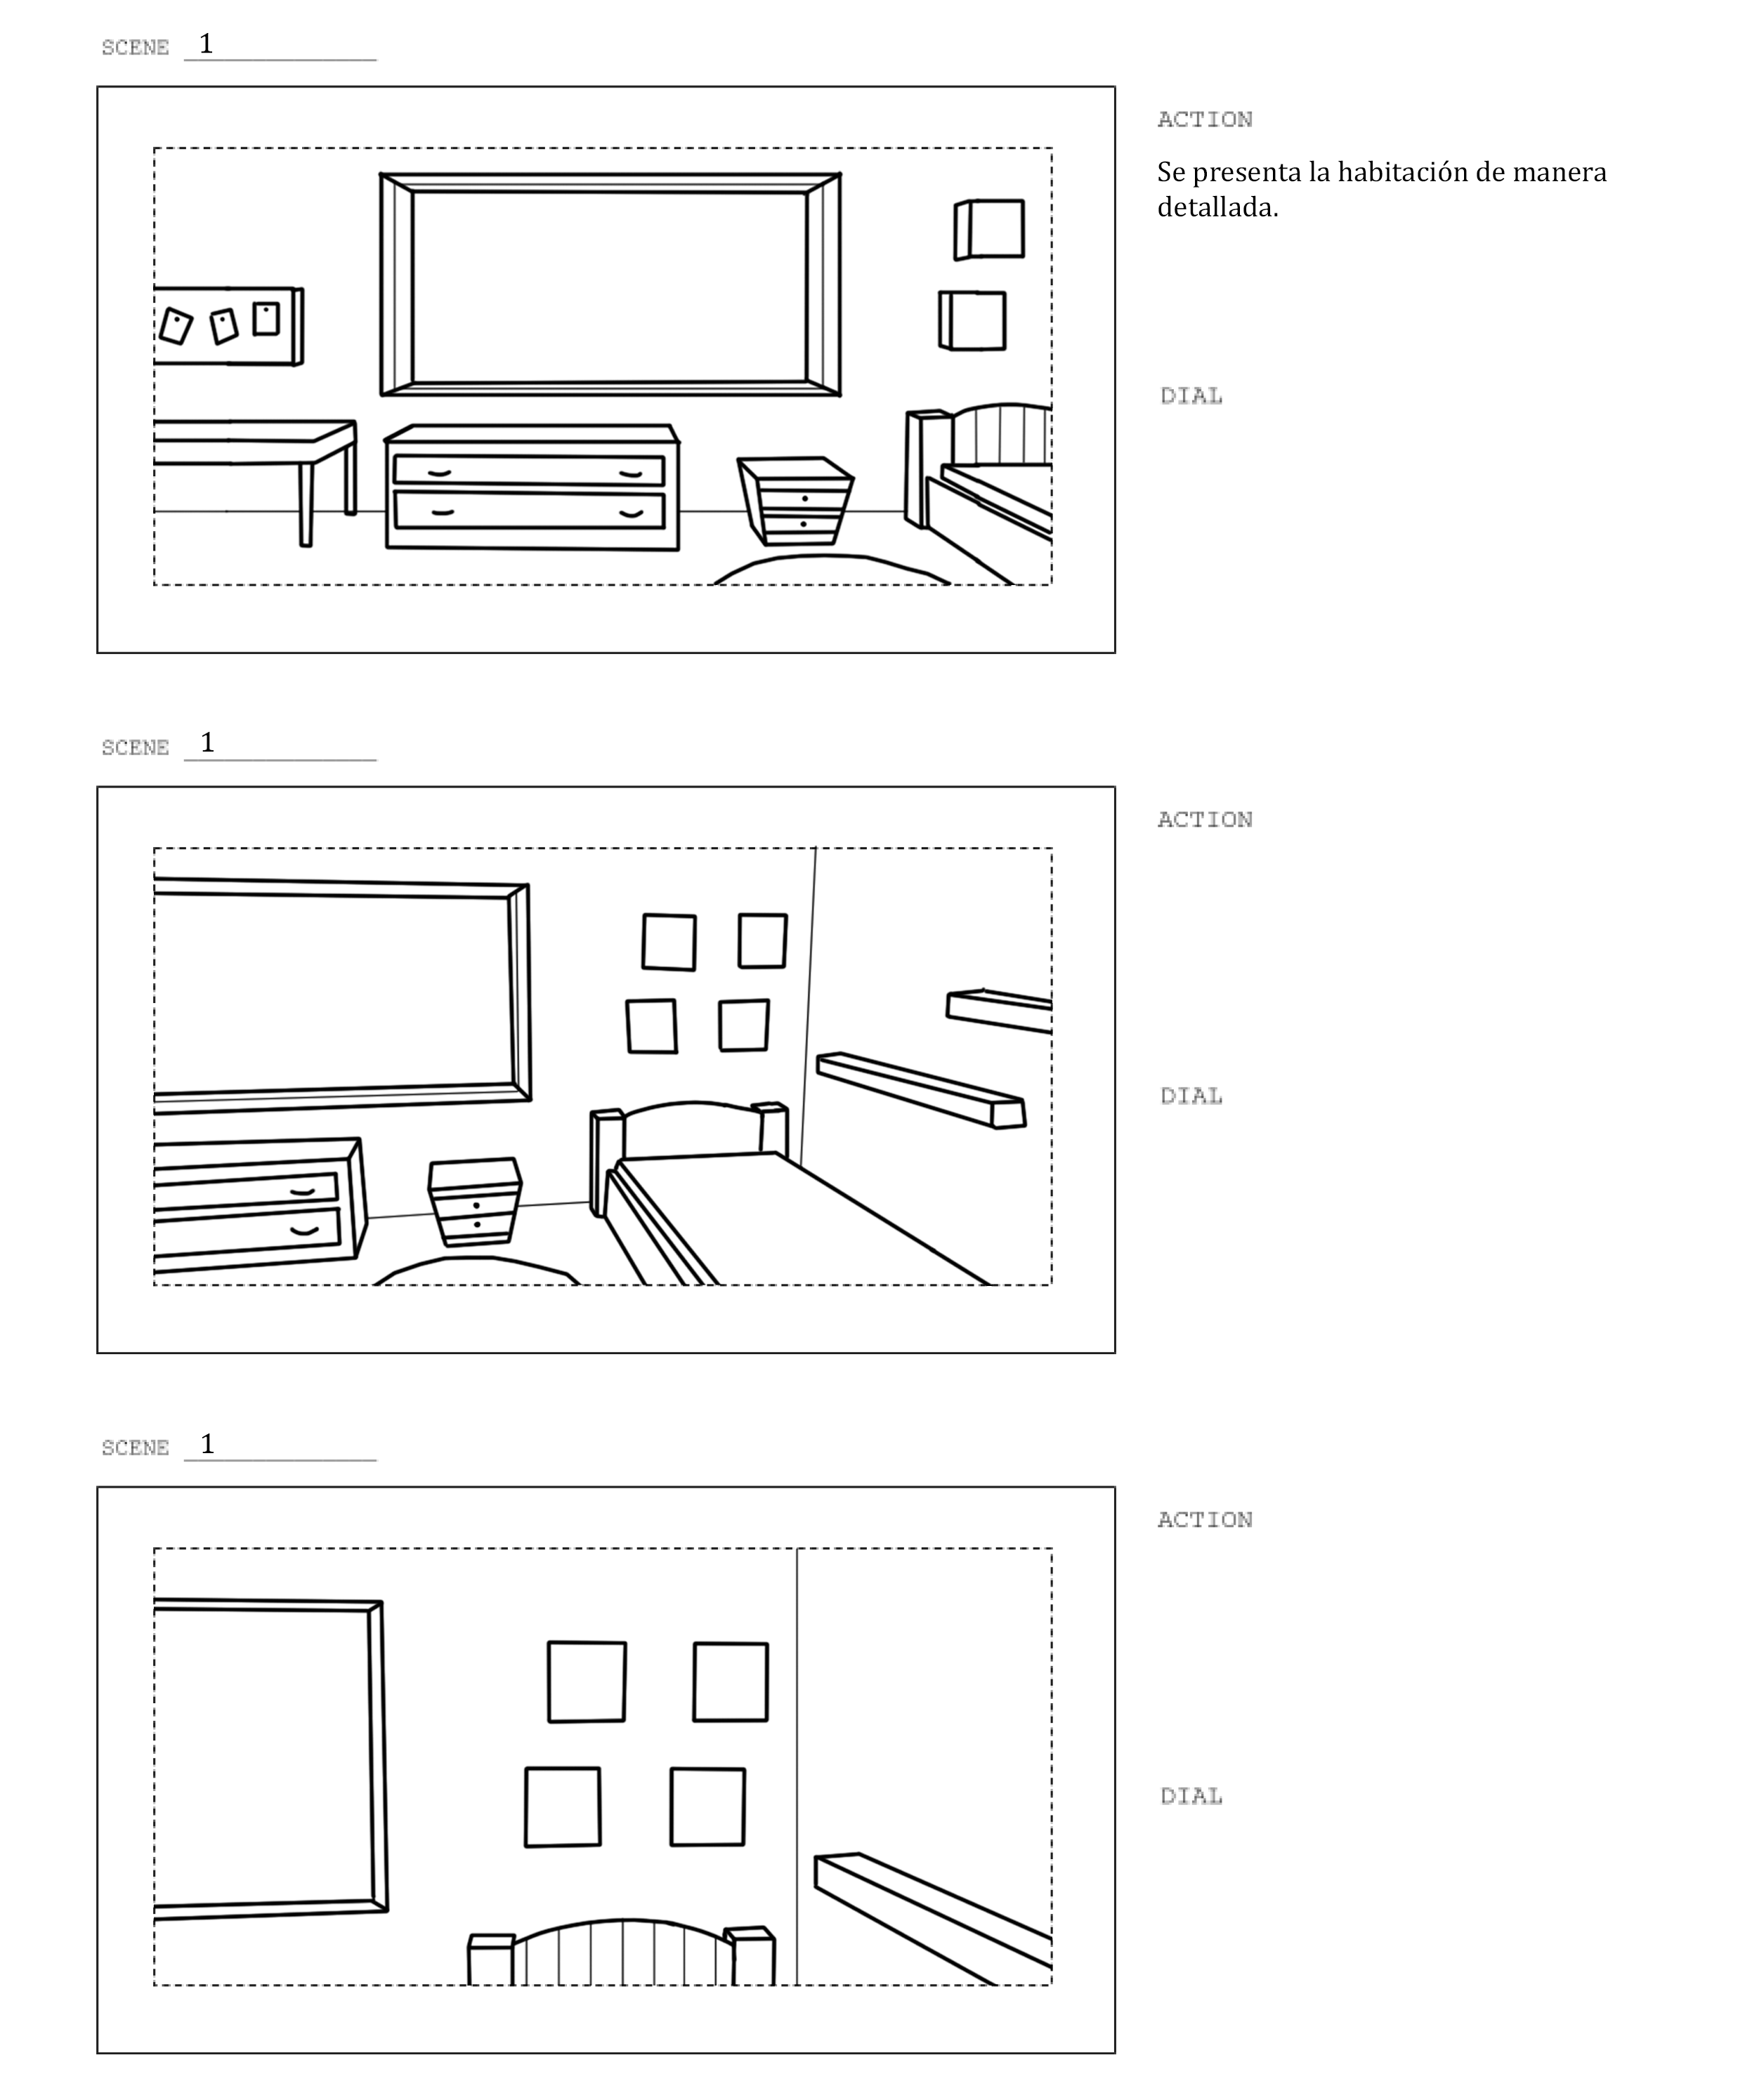 SCENE 1
ACTION
Se presenta la habitación de manera
detallada.
DIAL
SCENE 1
ACTION
DIAL
SCENE 1
ACTION
DIAL